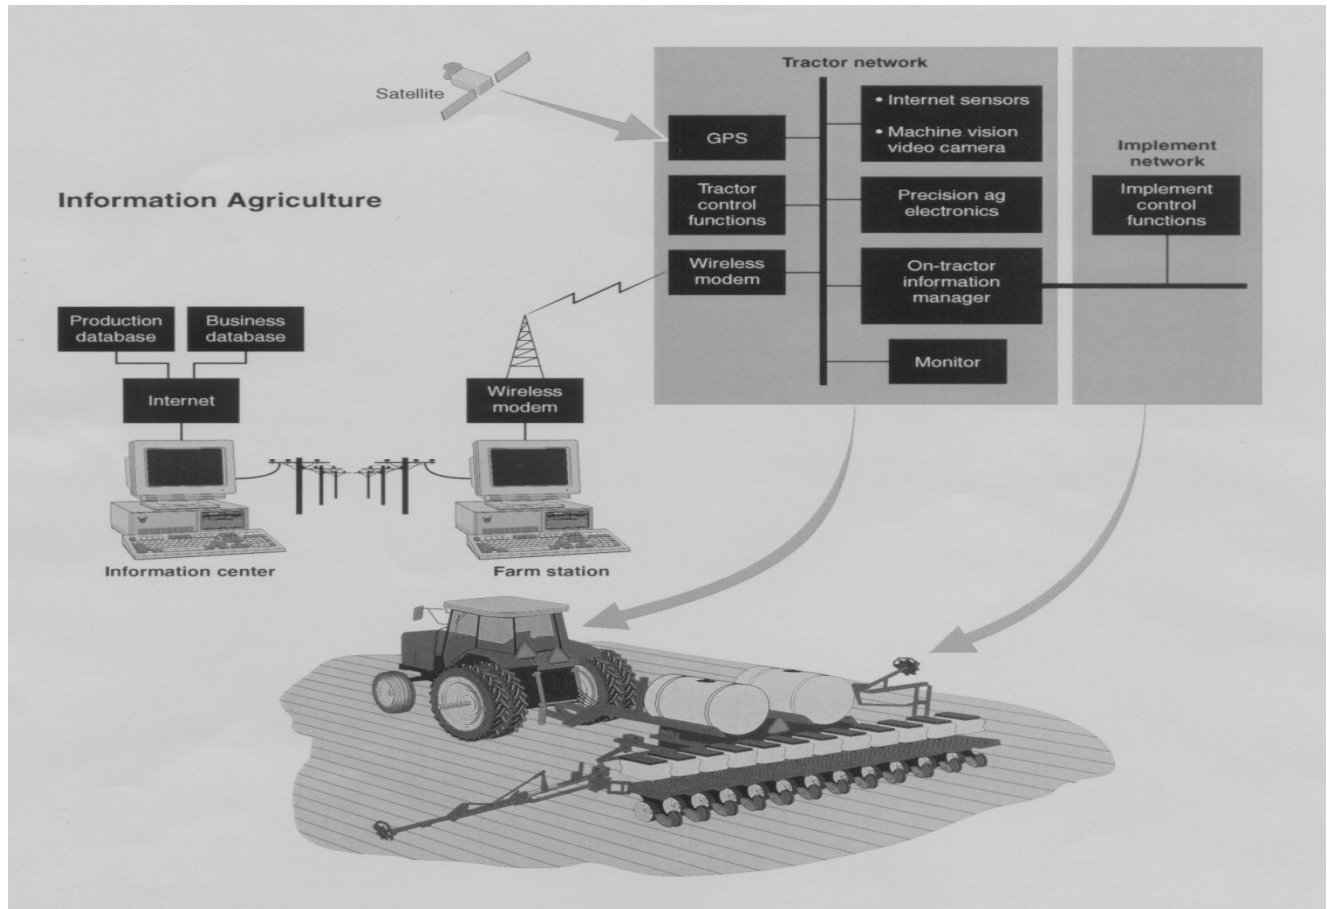 Information Agriculture
Satellite
Tractor network
GPS
Tractor
control
functions
Wireless
modem
• Internet sensors
• Machine vision
video camera
Precision ag
electronics
On-tractor
information
manager
Monitor
Implement
network
Implement
control
functions
Production
database
Business
database
Internet
Wireless
modem
Information center
Farm station